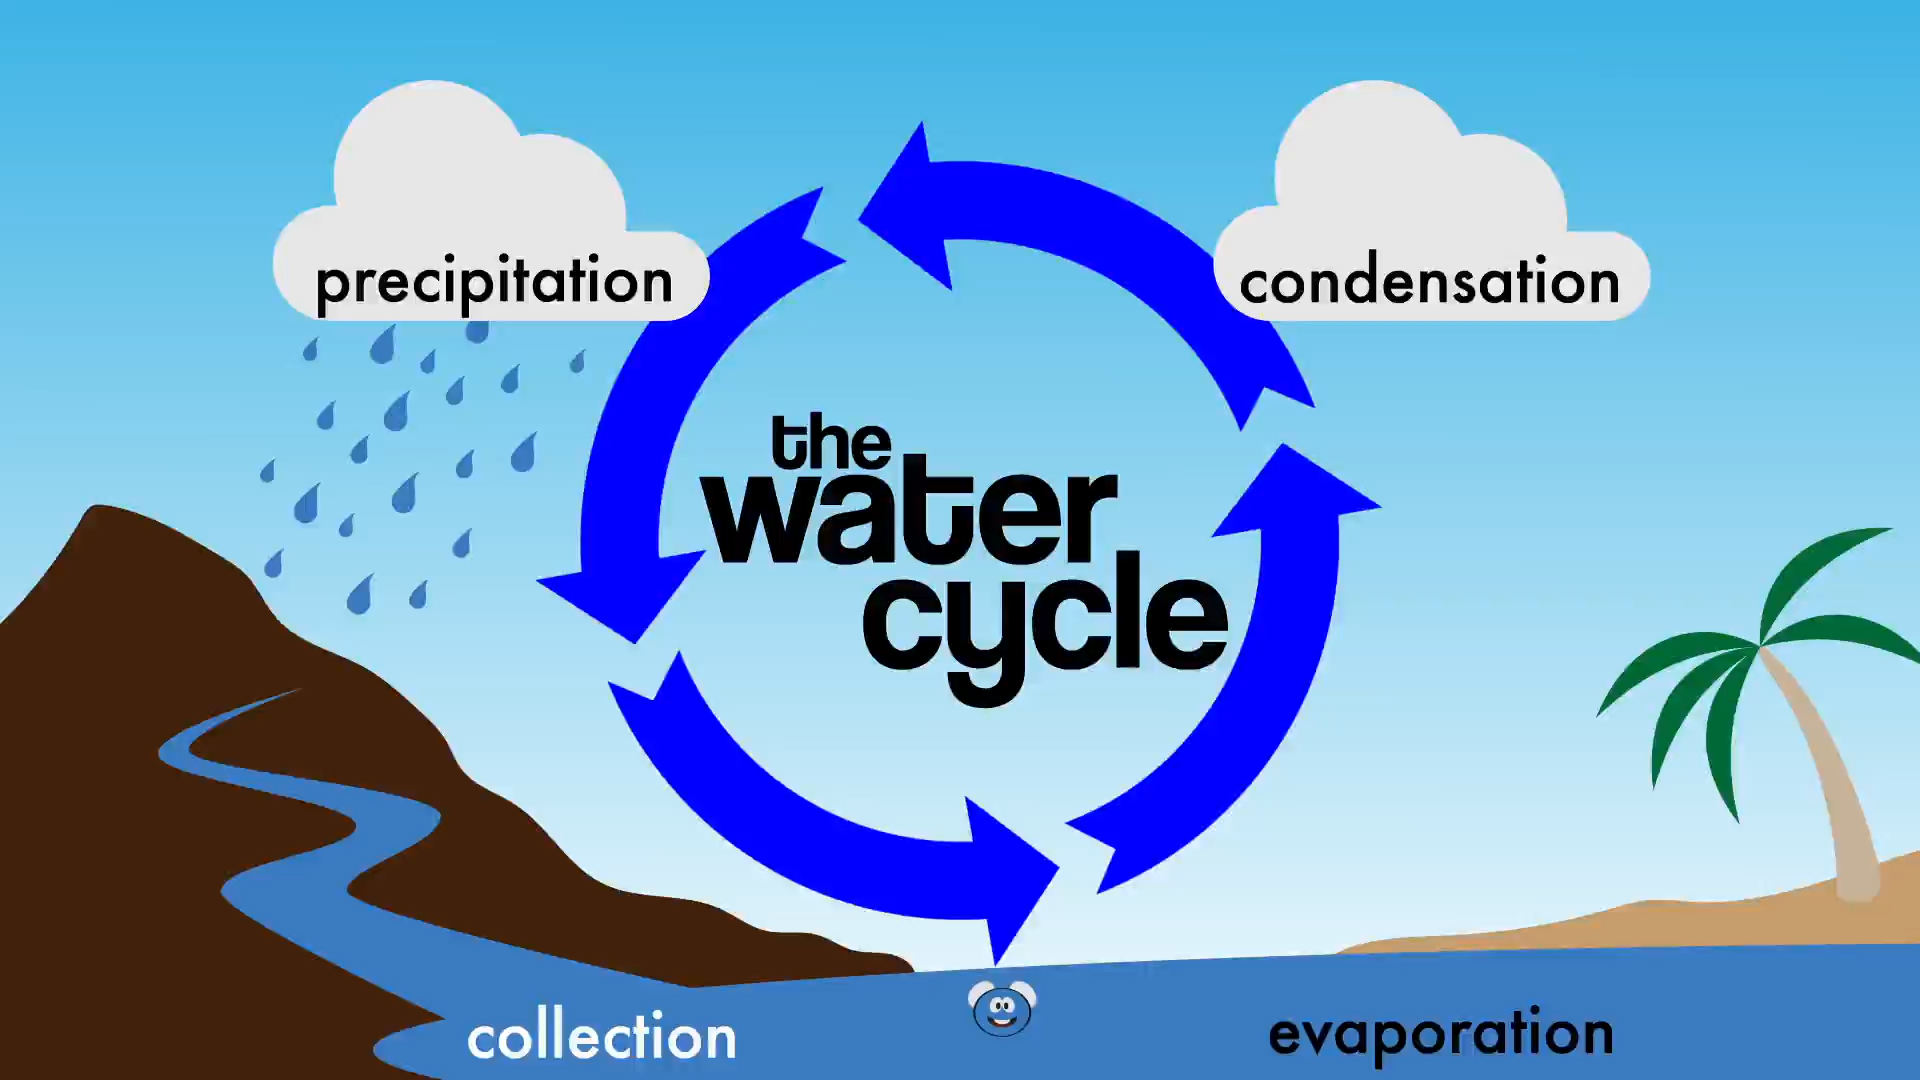 precipitation
condensation
the
water
cycle
collection
evaporation